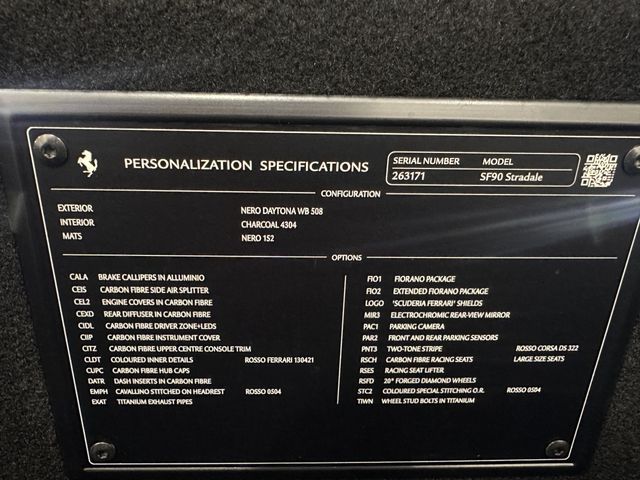 PERSONALIZATION SPECIFICATIONS
SERIAL NUMBER MODEL
263171 SF90 Stradale
CONFIGURATION
EXTERIOR NERO DAYTONA WB 508
INTERIOR CHARCOAL 4304
MATS NERO 152
OPTIONS
CALA BRAKE CALLIPERS IN ALLUMINIO
CEIS CARBON FIBRE SIDE AIR SPLITTER
CEL2 ENGINE COVERS IN CARBON FIBRE
CEXD REAR DIFFUSER IN CARBON FIBRE
CIDL CARBON FIBRE DRIVER ZONE+LEDS
CIIP CARBON FIBRE INSTRUMENT COVER
CITZ CARBON FIBRE UPPER CENTRE CONSOLE TRIM
CLDT COLOURED INNER DETAILS ROSSO FERRARI 130421
CUPC CARBON FIBRE HUB CAPS
DATR DASH INSERTS IN CARBON FIBRE
EMPH CAVALLINO STITCHED ON HEADREST ROSSO 0504
EXAT TITANIUM EXHAUST PIPES
FIO1 FIORANO PACKAGE
FIO2 EXTENDED FIORANO PACKAGE
LOGO 'SCUDERIA FERRARI' SHIELDS
MIR3 ELECTROCHROMIC REAR-VIEW MIRROR
PAC1 PARKING CAMERA
PAR2 FRONT AND REAR PARKING SENSORS
PNT3 TWO-TONE STRIPE ROSSO CORSA DS 322
RSCH CARBON FIBRE RACING SEATS LARGE SIZE SEATS
RSES RACING SEAT LIFTER
RSFD 20" FORGED DIAMOND WHEELS
STC2 COLOURED SPECIAL STITCHING O.R. ROSSO 0504
TIWN WHEEL STUD BOLTS IN TITANIUM